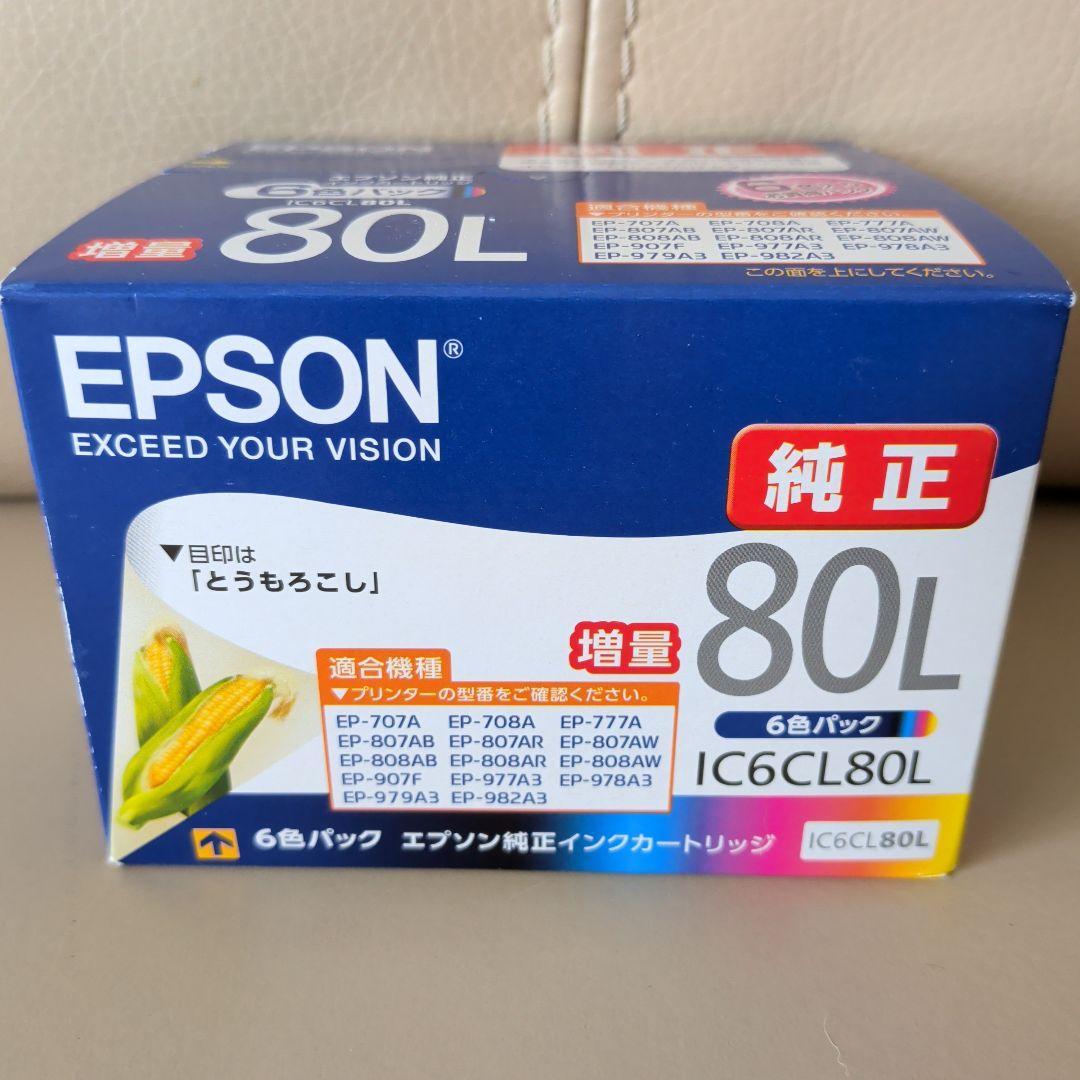 EPSON
エプソン純正
6色パック
IC6CL80L
増量 80L
適合機種
▼プリンターの型番をご確認ください。
EP-707A EP-708A EP-777A
EP-807AB EP-807AR EP-807AW
EP-808AB EP-808AR EP-808AW
EP-907F EP-977A3 EP-978A3
EP-979A3 EP-982A3
この面を上にしてください。
EPSON®
EXCEED YOUR VISION
純正
▼目印は
「とうもろこし」
増量 80L
6色パック
IC6CL80L
適合機種
▼プリンターの型番をご確認ください。
EP-707A EP-708A EP-777A
EP-807AB EP-807AR EP-807AW
EP-808AB EP-808AR EP-808AW
EP-907F EP-977A3 EP-978A3
EP-979A3 EP-982A3
6色パック エプソン純正インクカートリッジ IC6CL80L